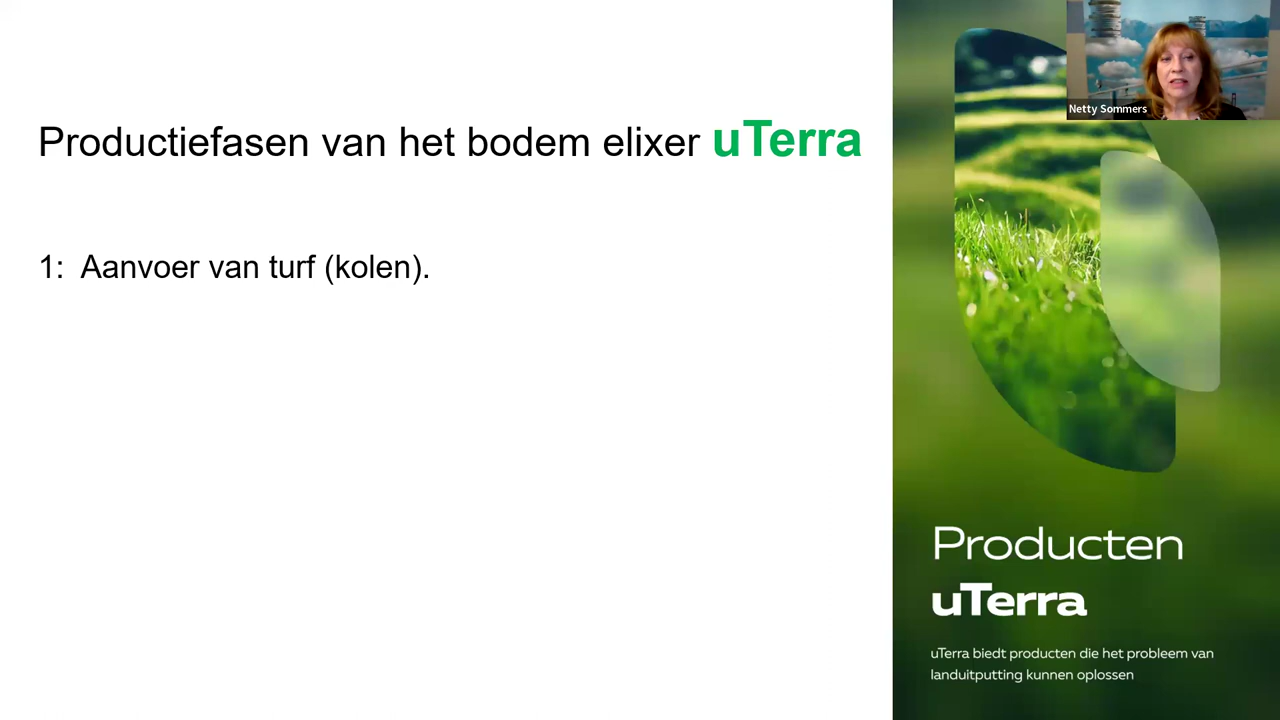 Productiefasen van het bodem elixer uTerra
1: Aanvoer van turf (kolen).
Netty Sommers
Producten
uTerra
uTerra biedt producten die het probleem van
landuitputting kunnen oplossen